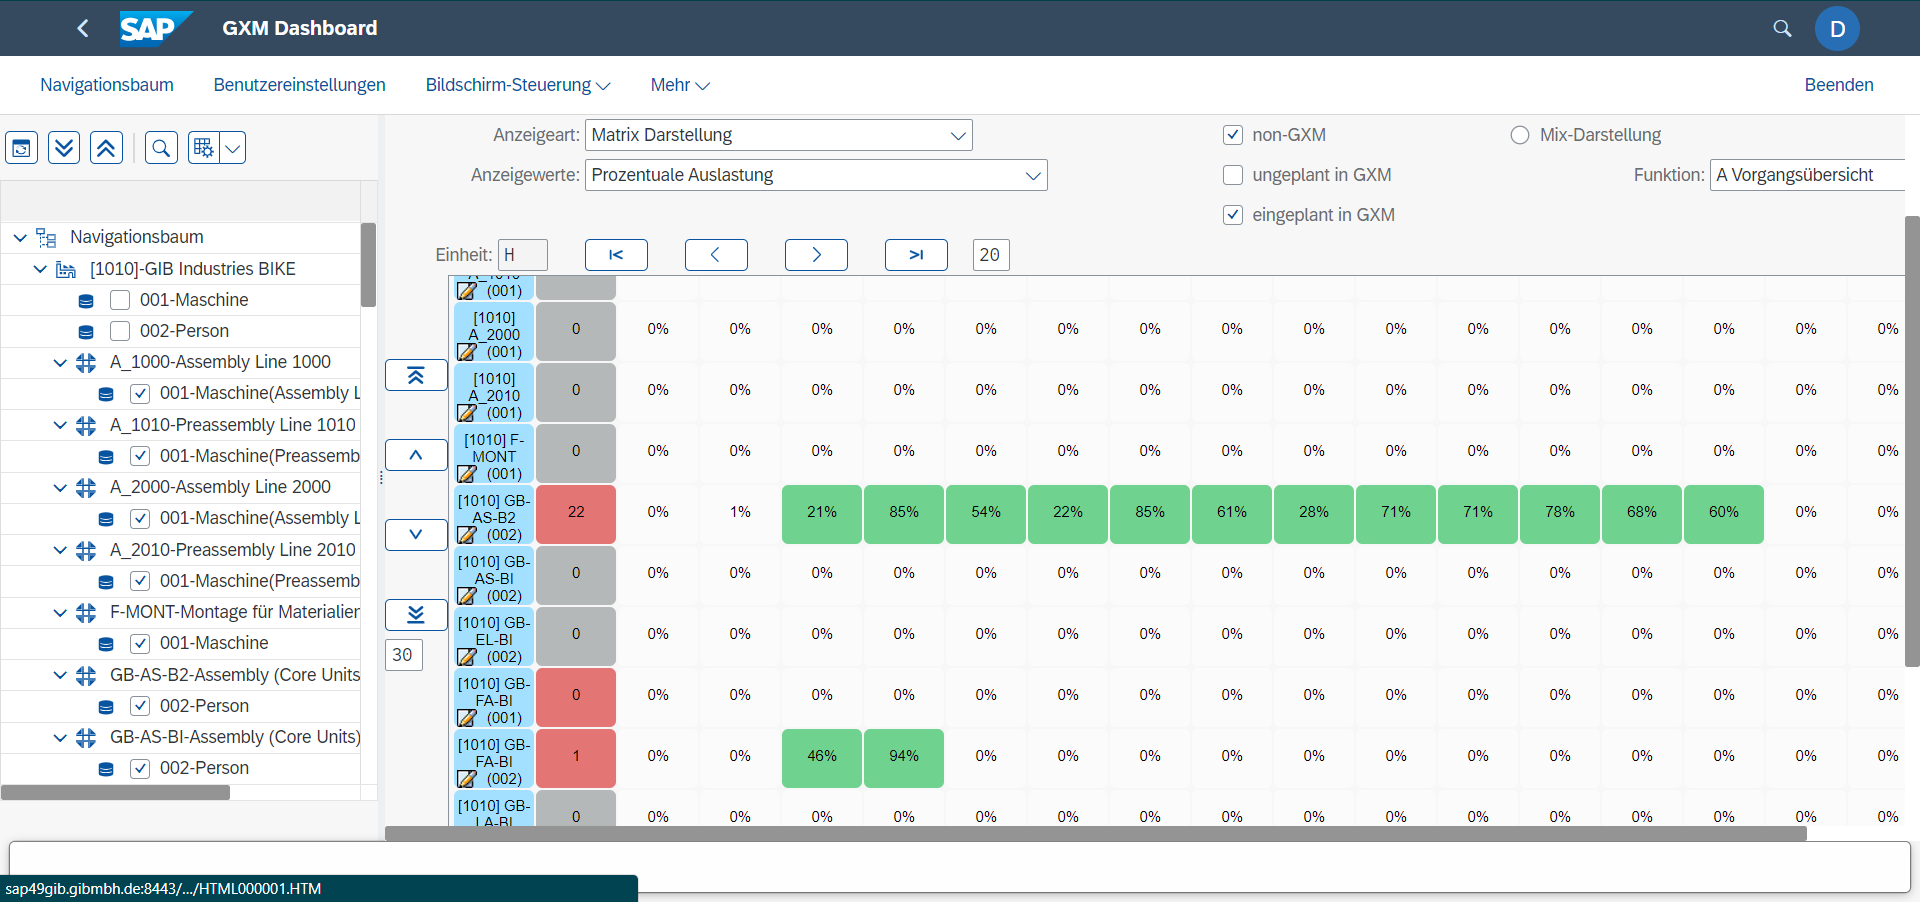 SAP GXM Dashboard D
Navigationsbaum Benutzereinstellungen Bildschirm-Steuerung Mehr Beenden
Anzeigeart: Matrix Darstellung non-GXM Mix-Darstellung
Anzeigewerte: Prozentuale Auslastung ungeplant in GXM Funktion: A Vorgangsübersicht
eingeplant in GXM
Einheit: H 20
30
Navigationsbaum
[1010]-GIB Industries BIKE
001-Maschine
002-Person
A_1000-Assembly Line 1000
001-Maschine(Assembly L
A_1010-Preassembly Line 1010
001-Maschine(Preassemb
A_2000-Assembly Line 2000
001-Maschine(Assembly L
A_2010-Preassembly Line 2010
001-Maschine(Preassemb
F-MONT-Montage für Materialien
001-Maschine
GB-AS-B2-Assembly (Core Units
002-Person
GB-AS-BI-Assembly (Core Units)
002-Person
A_1010
(001)
[1010]
A_2000
(001)
0 0% 0% 0% 0% 0% 0% 0% 0% 0% 0% 0% 0% 0% 0% 0% 0%
[1010]
A_2010
(001)
0 0% 0% 0% 0% 0% 0% 0% 0% 0% 0% 0% 0% 0% 0% 0% 0%
[1010] F-
MONT
(001)
0 0% 0% 0% 0% 0% 0% 0% 0% 0% 0% 0% 0% 0% 0% 0% 0%
[1010] GB-
AS-B2
(002)
22 0% 1% 21% 85% 54% 22% 85% 61% 28% 71% 71% 78% 68% 60% 0% 0%
[1010] GB-
AS-BI
(002)
0 0% 0% 0% 0% 0% 0% 0% 0% 0% 0% 0% 0% 0% 0% 0% 0%
[1010] GB-
EL-BI
(002)
0 0% 0% 0% 0% 0% 0% 0% 0% 0% 0% 0% 0% 0% 0% 0% 0%
[1010] GB-
FA-BI
(001)
0 0% 0% 0% 0% 0% 0% 0% 0% 0% 0% 0% 0% 0% 0% 0% 0%
[1010] GB-
FA-BI
(002)
1 0% 0% 46% 94% 0% 0% 0% 0% 0% 0% 0% 0% 0% 0% 0% 0%
[1010] GB-
LA-BI
0 0% 0% 0% 0% 0% 0% 0% 0% 0% 0% 0% 0% 0% 0% 0% 0%
sap49gib.gibmbh.de:8443/.../HTML000001.HTM